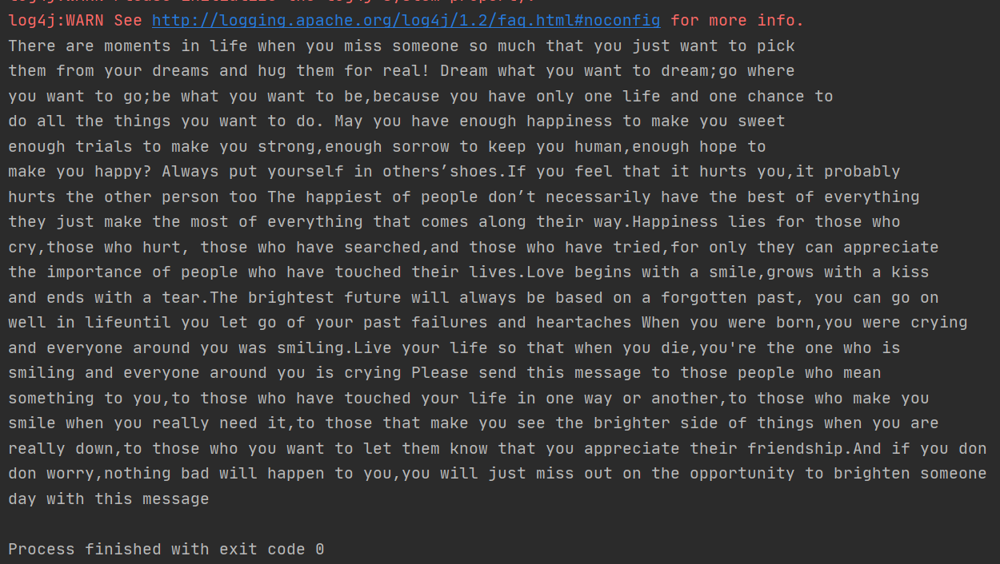 log4j:WARN Please initialize the log4j system properly.
log4j:WARN See http://logging.apache.org/log4j/1.2/faq.html#noconfig for more info.
There are moments in life when you miss someone so much that you just want to pick
them from your dreams and hug them for real! Dream what you want to dream;go where
you want to go;be what you want to be,because you have only one life and one chance to
do all the things you want to do. May you have enough happiness to make you sweet
enough trials to make you strong,enough sorrow to keep you human,enough hope to
make you happy? Always put yourself in others’shoes.If you feel that it hurts you,it probably
hurts the other person too The happiest of people don’t necessarily have the best of everything
they just make the most of everything that comes along their way.Happiness lies for those who
cry,those who hurt, those who have searched,and those who have tried,for only they can appreciate
the importance of people who have touched their lives.Love begins with a smile,grows with a kiss
and ends with a tear.The brightest future will always be based on a forgotten past, you can go on
well in lifeuntil you let go of your past failures and heartaches When you were born,you were crying
and everyone around you was smiling.Live your life so that when you die,you're the one who is
smiling and everyone around you is crying Please send this message to those people who mean
something to you,to those who have touched your life in one way or another,to those who make you
smile when you really need it,to those that make you see the brighter side of things when you are
really down,to those who you want to let them know that you appreciate their friendship.And if you don
don worry,nothing bad will happen to you,you will just miss out on the opportunity to brighten someone
day with this message
Process finished with exit code 0